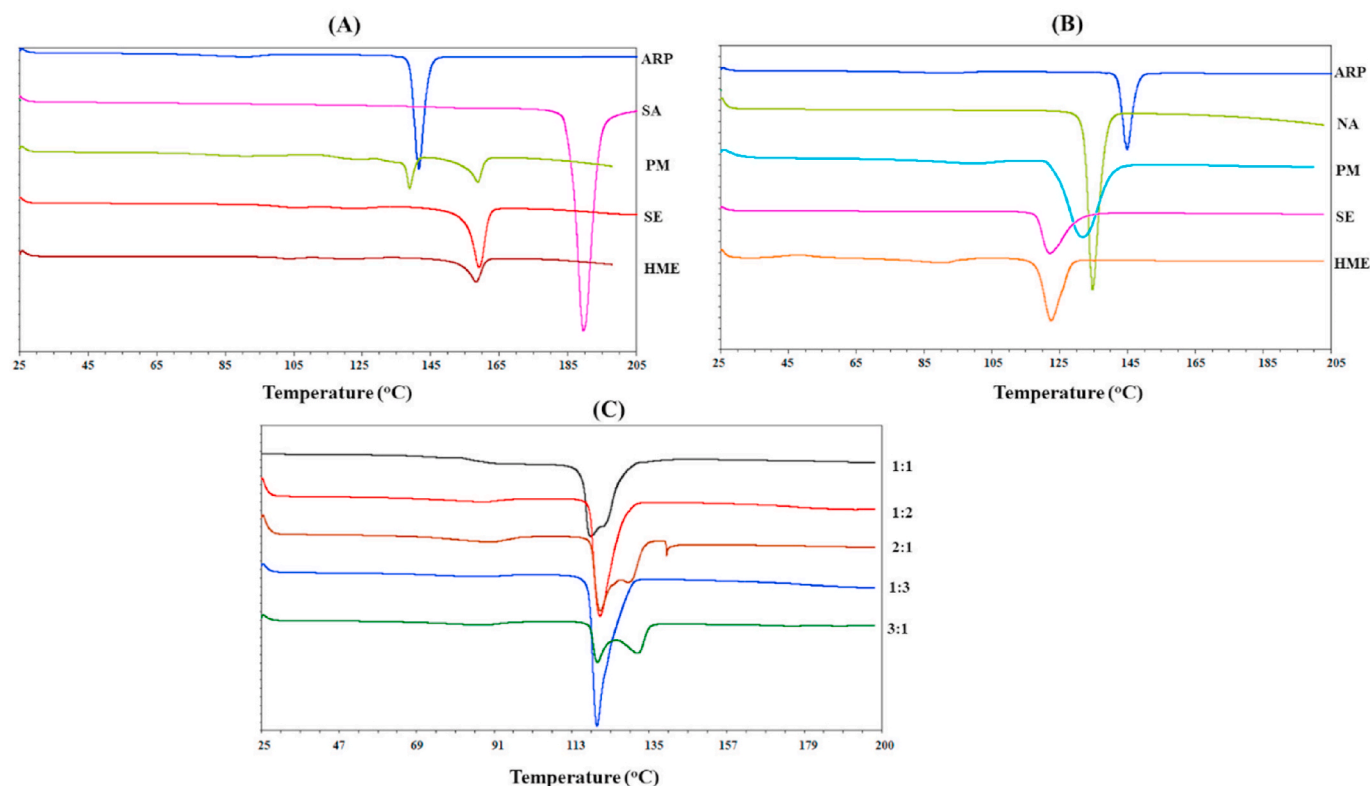 (A)
ARP
SA
PM
SE
HME
25 45 65 85 105 125 145 165 185 205
Temperature (°C)
(B)
ARP
NA
PM
SE
HME
25 45 65 85 105 125 145 165 185 205
Temperature (°C)
(C)
1:1
1:2
2:1
1:3
3:1
25 47 69 91 113 135 157 179 200
Temperature (°C)